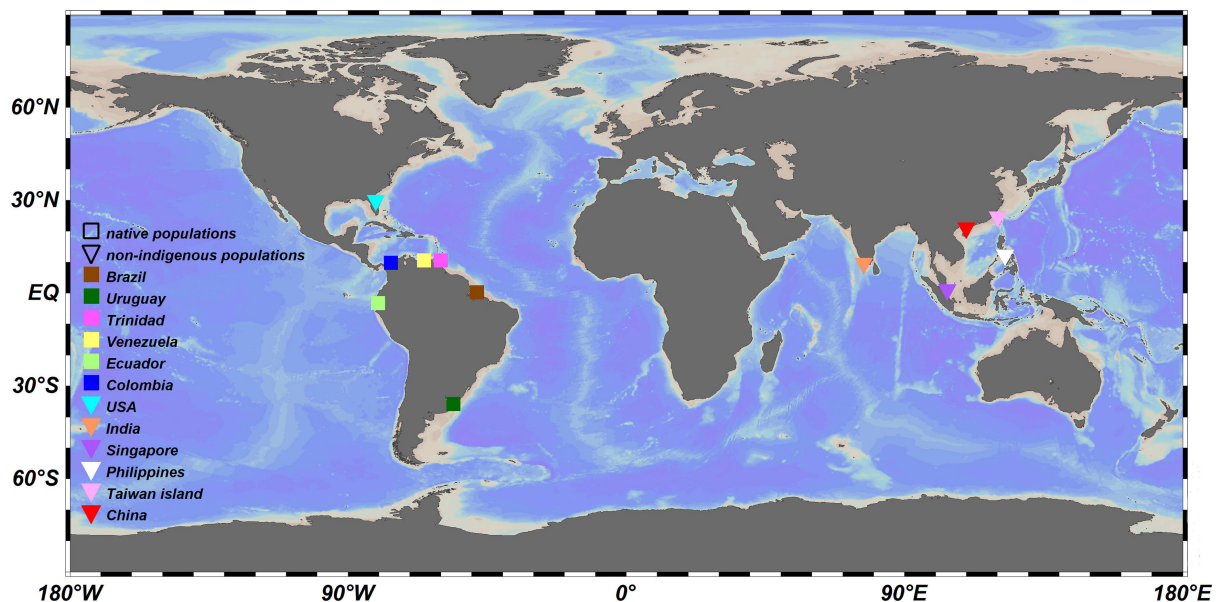 60°N
30°N
EQ
30°S
60°S
native populations
non-indigenous populations
Brazil
Uruguay
Trinidad
Venezuela
Ecuador
Colombia
USA
India
Singapore
Philippines
Taiwan island
China
180°W
90°W
0°
90°E
180°E